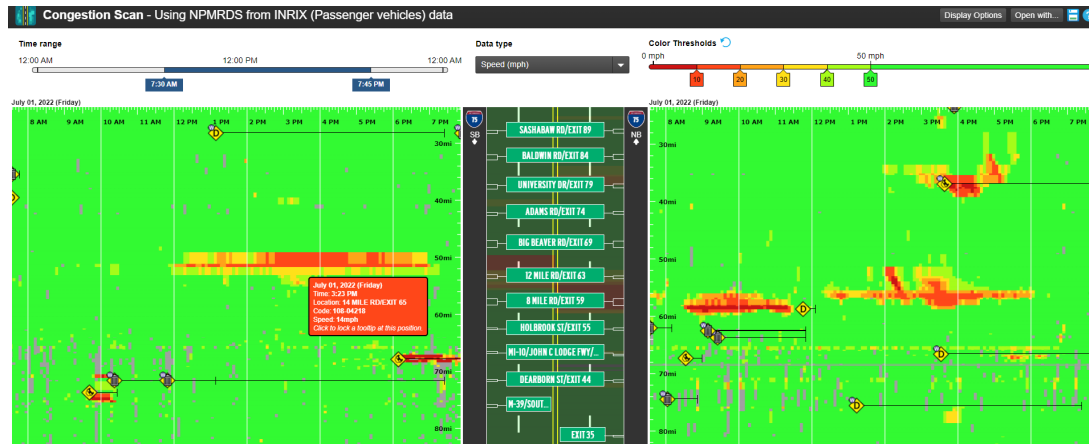 Congestion Scan - Using NPMRDS from INRIX (Passenger vehicles) data
Display Options
Open with...
Time range
Data type
Color Thresholds
12:00 AM
12:00 PM
12:00 AM
7:30 AM
7:45 PM
Speed (mph)
0 mph
50 mph
10
20
30
40
50
July 01, 2022 (Friday)
8 AM 9 AM 10 AM 11 AM 12 PM 1 PM 2 PM 3 PM 4 PM 5 PM 6 PM 7 PM
D
30mi
40mi
50mi
60mi
70mi
80mi
July 01, 2022 (Friday)
Time: 3:23 PM
Location: 14 MILE RD/EXIT 65
Code: 108-04218
Speed: 14mph
Click to lock a tooltip at this position.
75
SB
75
NB
SASHABAW RD/EXIT 89
BALDWIN RD/EXIT 84
UNIVERSITY DR/EXIT 79
ADAMS RD/EXIT 74
BIG BEAVER RD/EXIT 69
12 MILE RD/EXIT 63
8 MILE RD/EXIT 59
HOLBROOK ST/EXIT 55
MI-10/JOHN C LODGE FWY/...
DEARBORN ST/EXIT 44
M-39/SOUT...
EXIT 35
July 01, 2022 (Friday)
8 AM 9 AM 10 AM 11 AM 12 PM 1 PM 2 PM 3 PM 4 PM 5 PM 6 PM 7 PM
30mi
40mi
50mi
60mi
70mi
80mi
D
D
D